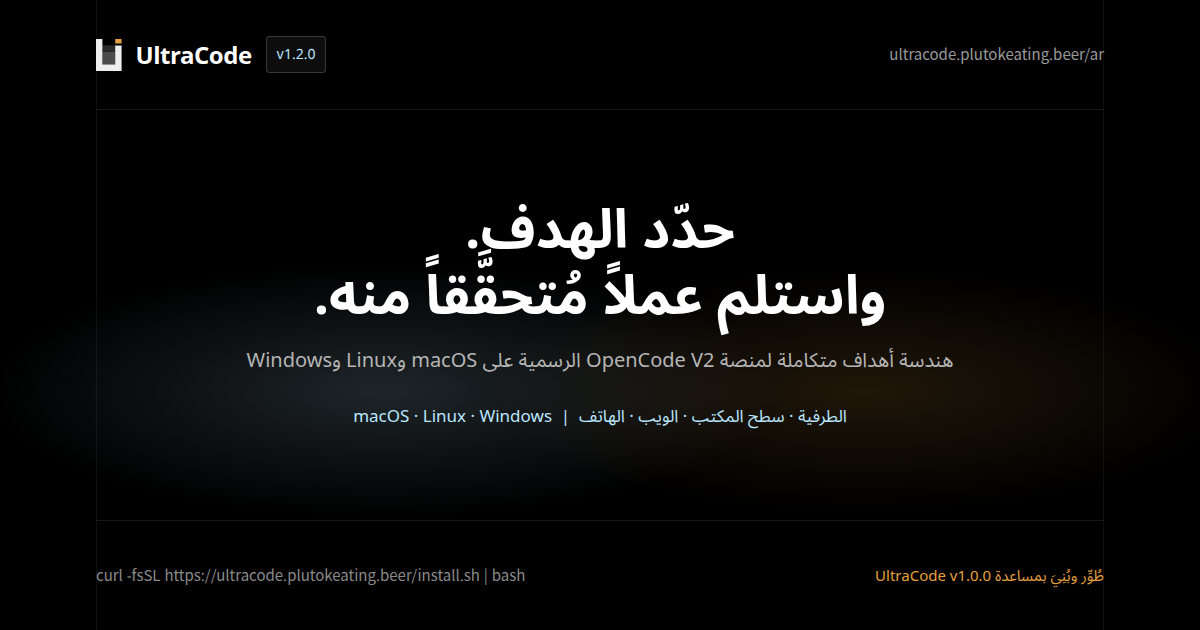 UltraCode v1.2.0
ultracode.plutokeating.beer/ar
حدّد الهدف.
واستلم عملاً مُتحقَّقاً منه.
هندسة أهداف متكاملة لمنصة OpenCode V2 الرسمية على macOS وLinux وWindows
الطرفية · سطح المكتب · الويب · الهاتف | macOS · Linux · Windows
curl -fsSL https://ultracode.plutokeating.beer/install.sh | bash
طُوِّر وبُنِيَ بمساعدة UltraCode v1.0.0